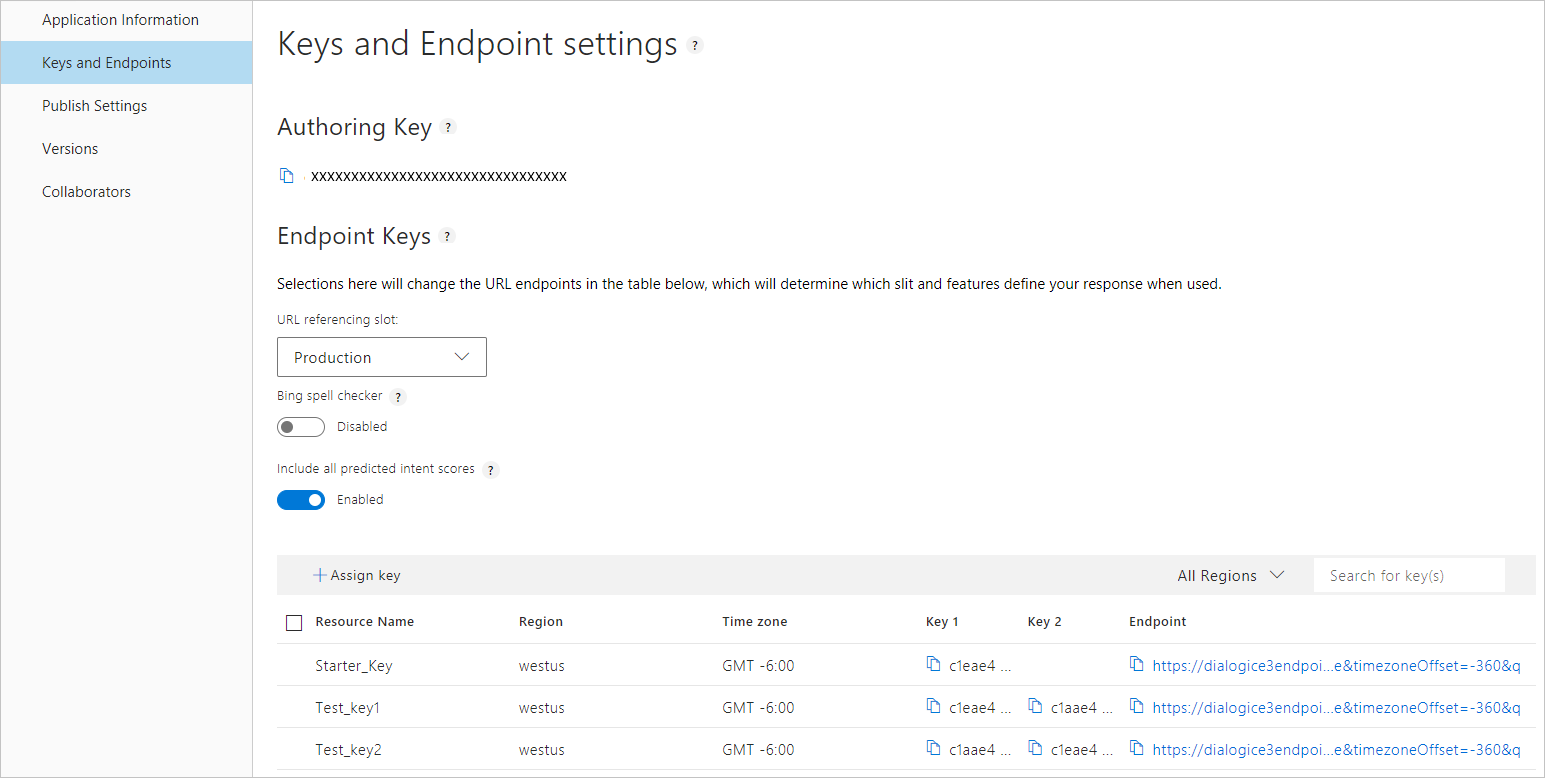 Application Information
Keys and Endpoints
Publish Settings
Versions
Collaborators
Keys and Endpoint settings ?
Authoring Key ?
xxxxxxxxxxxxxxxxxxxxxxxxxxxxxxxx
Endpoint Keys ?
Selections here will change the URL endpoints in the table below, which will determine which slit and features define your response when used.
URL referencing slot:
Production
Bing spell checker ?
Disabled
Include all predicted intent scores ?
Enabled
Assign key All Regions Search for key(s)
Resource Name Region Time zone Key 1 Key 2 Endpoint
Starter_Key westus GMT -6:00 c1eae4 ... https://dialogice3endpoi...e&timezoneOffset=-360&q
Test_key1 westus GMT -6:00 c1eae4 ... c1aae4 ... https://dialogice3endpoi...e&timezoneOffset=-360&q
Test_key2 westus GMT -6:00 c1aae4 ... c1eae4 ... https://dialogice3endpoi...e&timezoneOffset=-360&q